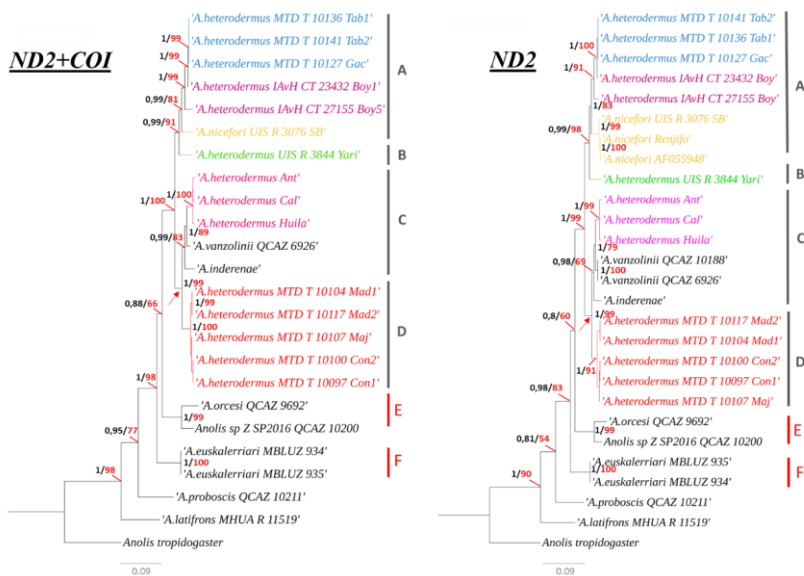 ND2+COI
'A.heterodermus MTD T 10136 Tab1'
1/99
'A.heterodermus MTD T 10141 Tab2'
1/99
'A.heterodermus MTD T 10127 Gac'
1/99
'A.heterodermus IAvH CT 23432 Boy1'
A
0,99/81
'A.heterodermus IAvH CT 27155 Boy5'
0,99/91
'A.nicefori UIS R 3076 SB'
'A.heterodermus UIS R 3844 Yari'
B
'A.heterodermus Ant'
1/100
1/100
'A.heterodermus Cal'
'A.heterodermus Huila'
C
1/89
0,99/83
'A.vanzolinii QCAZ 6926'
'A.inderenae'
1/99
'A.heterodermus MTD T 10104 Mad1'
0,88/66
1/99
'A.heterodermus MTD T 10117 Mad2'
1/100
'A.heterodermus MTD T 10107 Maj'
D
'A.heterodermus MTD T 10100 Con2'
1/98
'A.heterodermus MTD T 10097 Con1'
'A.orcesi QCAZ 9692'
1/99
E
Anolis sp Z SP2016 QCAZ 10200
0,95/77
'A.euskalerriari MBLUZ 934'
1/100
F
1/98
'A.euskalerriari MBLUZ 935'
'A.proboscis QCAZ 10211'
'A.latifrons MHUA R 11519'
Anolis tropidogaster
0.09
ND2
'A.heterodermus MTD T 10141 Tab2'
'A.heterodermus MTD T 10136 Tab1'
1/100
'A.heterodermus MTD T 10127 Gac'
1/91
'A.heterodermus IAvH CT 23432 Boy'
A
'A.heterodermus IAvH CT 27155 Boy'
1/83
'A.nicefori UIS R 3076 SB'
0,99/98
1/99
'A.nicefori Renjifo'
1/100
'A.nicefori AF055948'
'A.heterodermus UIS R 3844 Yari'
B
'A.heterodermus Ant'
1/99
1/99
'A.heterodermus Cal'
'A.heterodermus Huila'
C
1/79
0,98/69
'A.vanzolinii QCAZ 10188'
1/100
'A.vanzolinii QCAZ 6926'
'A.inderenae'
0,8/60
1/99
'A.heterodermus MTD T 10117 Mad2'
'A.heterodermus MTD T 10104 Mad1'
'A.heterodermus MTD T 10100 Con2'
D
1/91
'A.heterodermus MTD T 10097 Con1'
0,98/83
'A.heterodermus MTD T 10107 Maj'
'A.orcesi QCAZ 9692'
1/99
E
Anolis sp Z SP2016 QCAZ 10200
0,81/54
'A.euskalerriari MBLUZ 935'
1/100
F
1/90
'A.euskalerriari MBLUZ 934'
'A.proboscis QCAZ 10211'
'A.latifrons MHUA R 11519'
Anolis tropidogaster
0.09